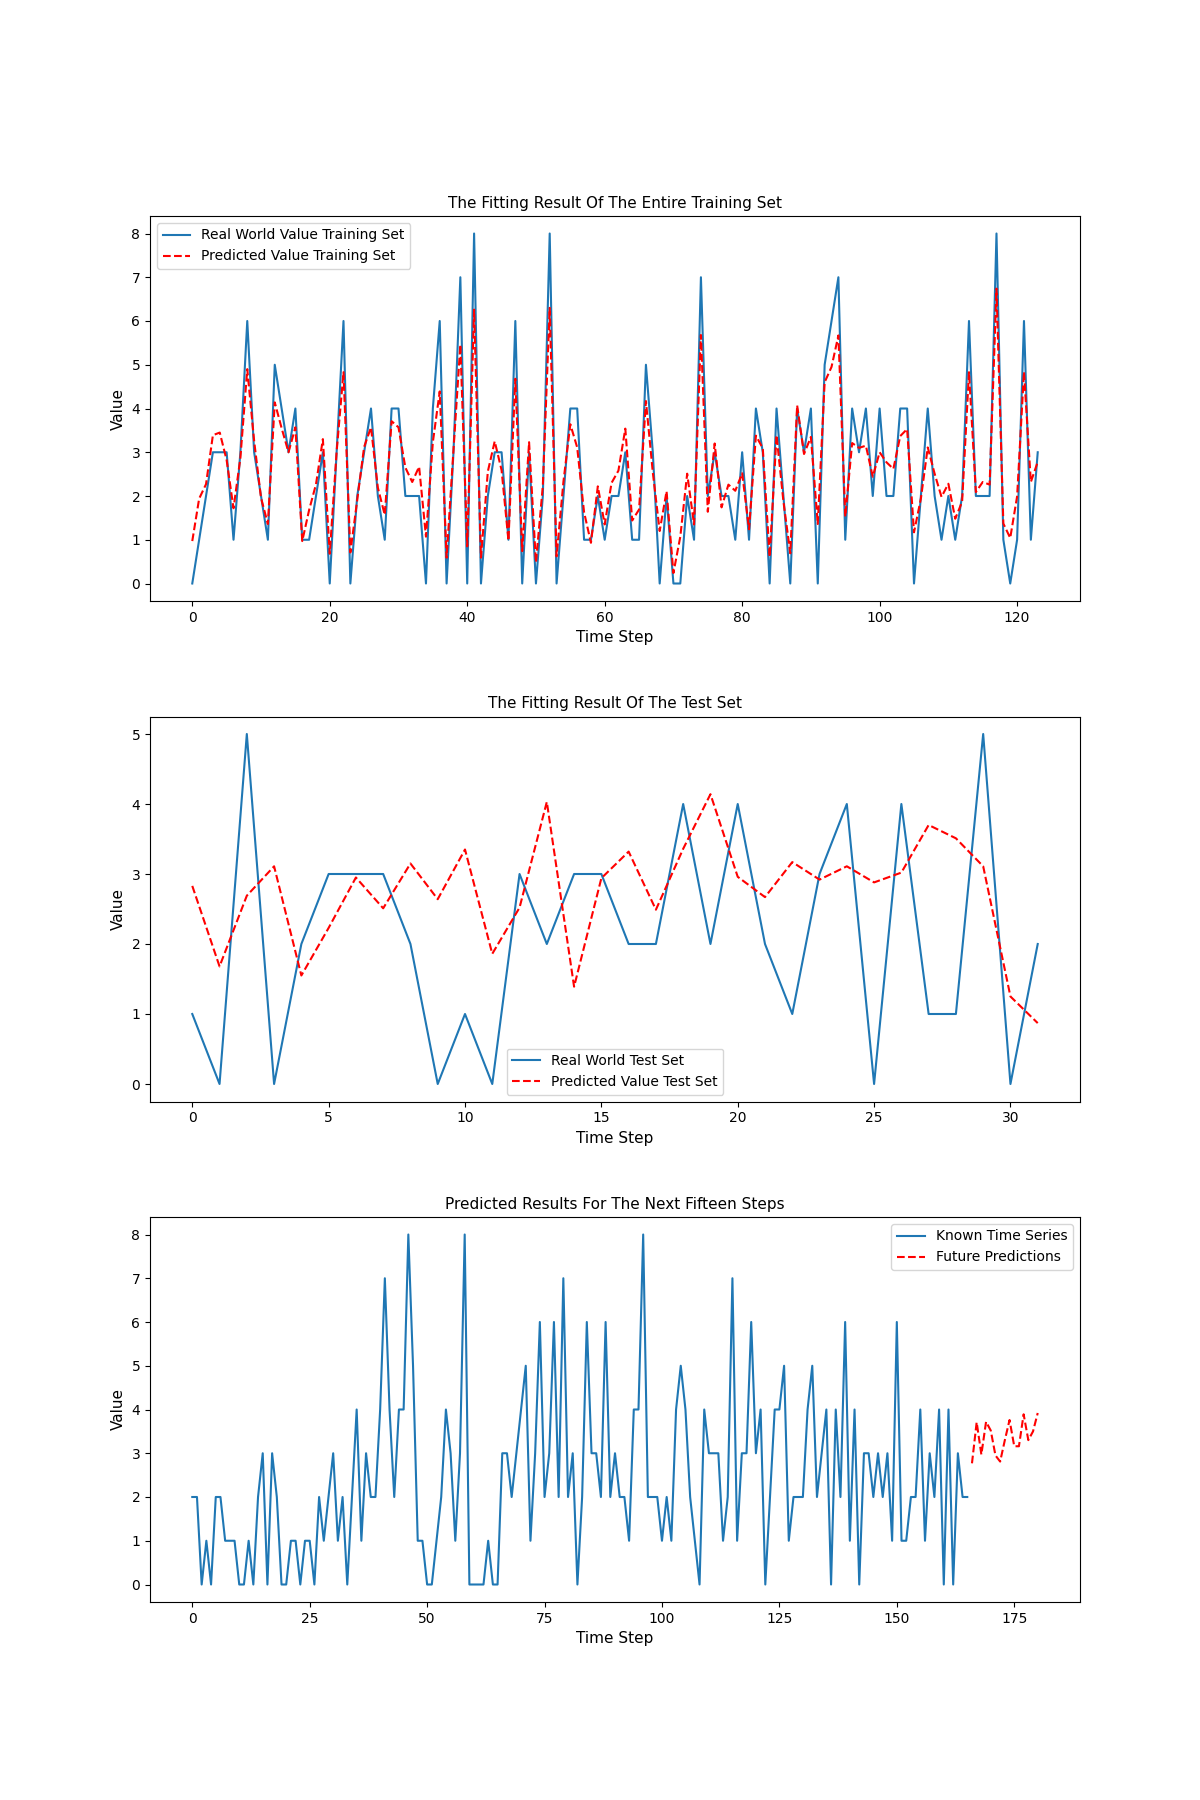 The Fitting Result Of The Entire Training Set
Real World Value Training Set
Predicted Value Training Set
Value
8
7
6
5
4
3
2
1
0
0 20 40 60 80 100 120
Time Step
The Fitting Result Of The Test Set
Value
5
4
3
2
1
0
Real World Test Set
Predicted Value Test Set
0 5 10 15 20 25 30
Time Step
Predicted Results For The Next Fifteen Steps
Known Time Series
Future Predictions
Value
8
7
6
5
4
3
2
1
0
0 25 50 75 100 125 150 175
Time Step